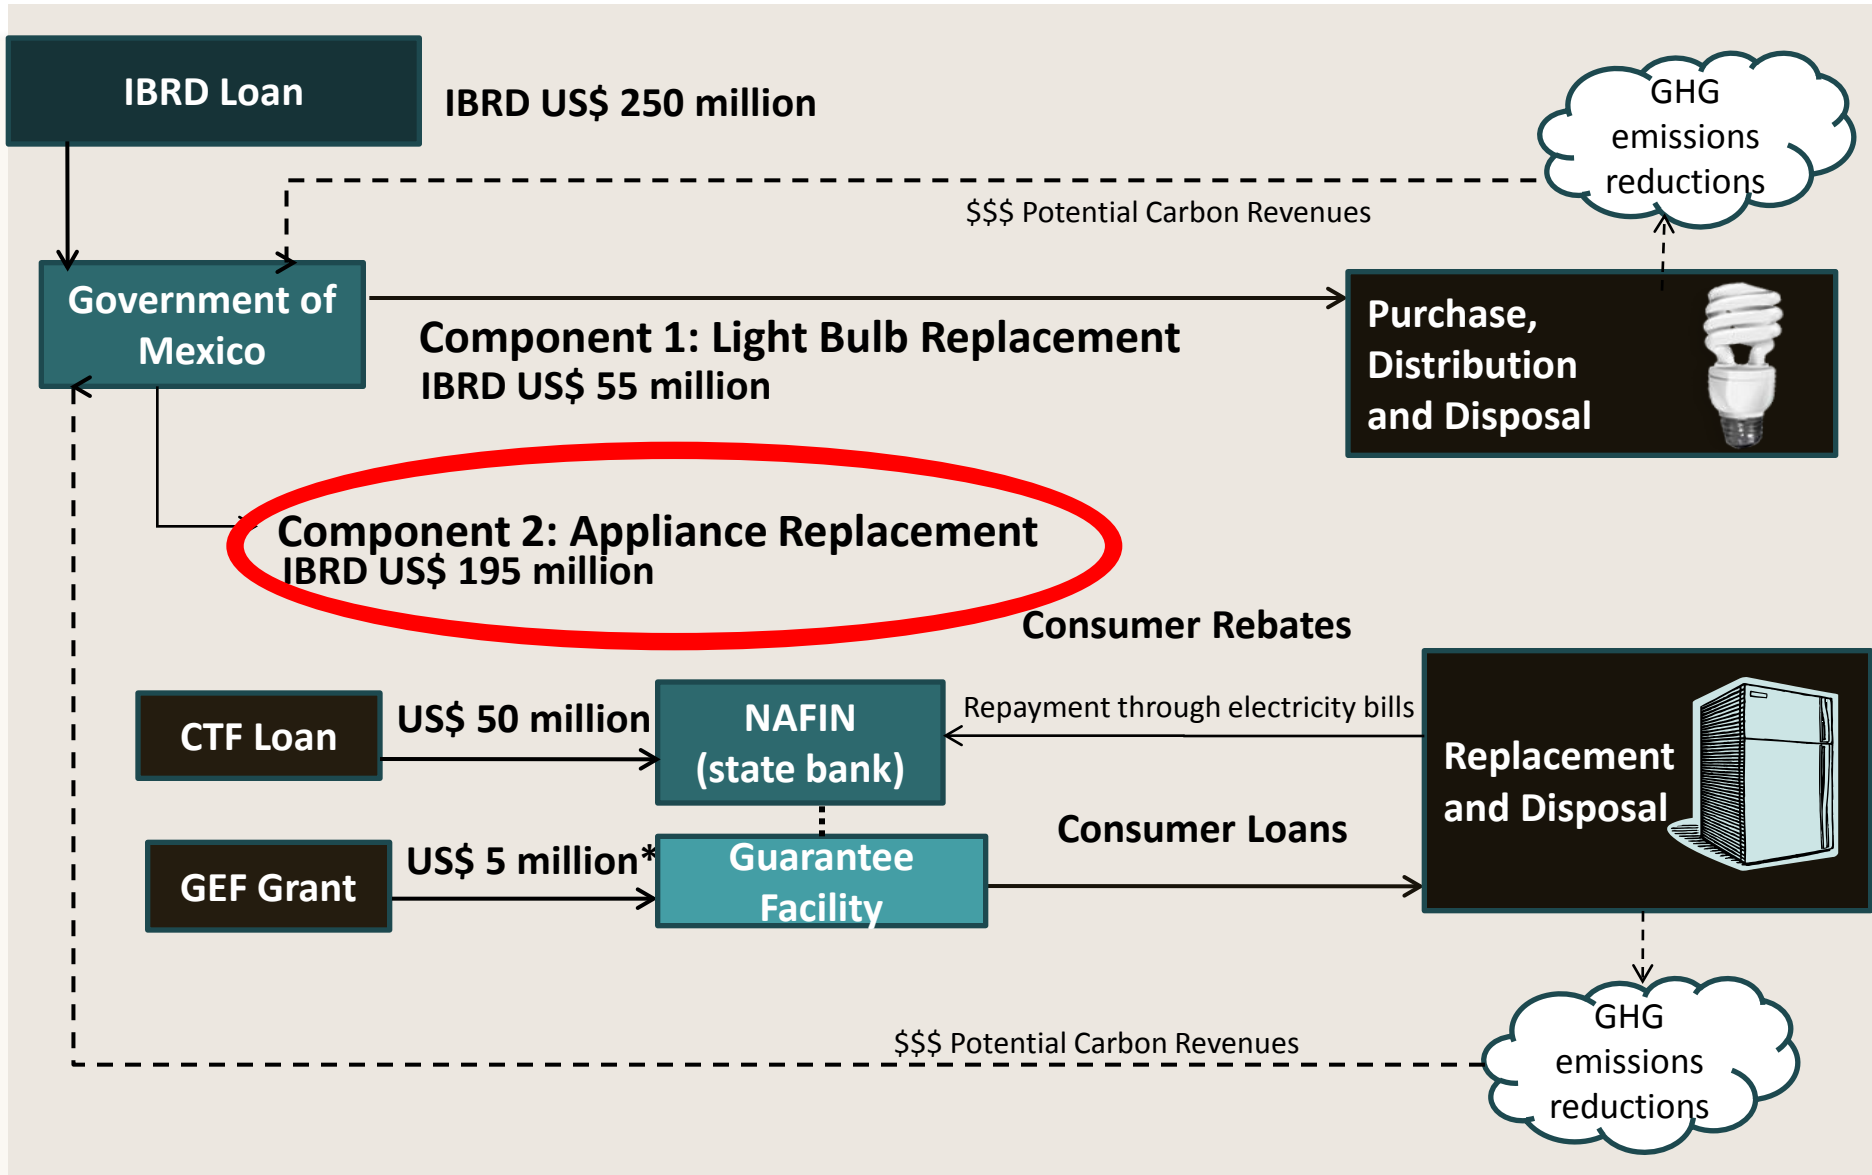 IBRD Loan
IBRD US$ 250 million
GHG
emissions
reductions
$$$ Potential Carbon Revenues
Government of
Mexico
Component 1: Light Bulb Replacement
IBRD US$ 55 million
Purchase,
Distribution
and Disposal
Component 2: Appliance Replacement
IBRD US$ 195 million
Consumer Rebates
CTF Loan
US$ 50 million
NAFIN
(state bank)
Repayment through electricity bills
Replacement
and Disposal
GEF Grant
US$ 5 million*
Guarantee
Facility
Consumer Loans
$$$ Potential Carbon Revenues
GHG
emissions
reductions